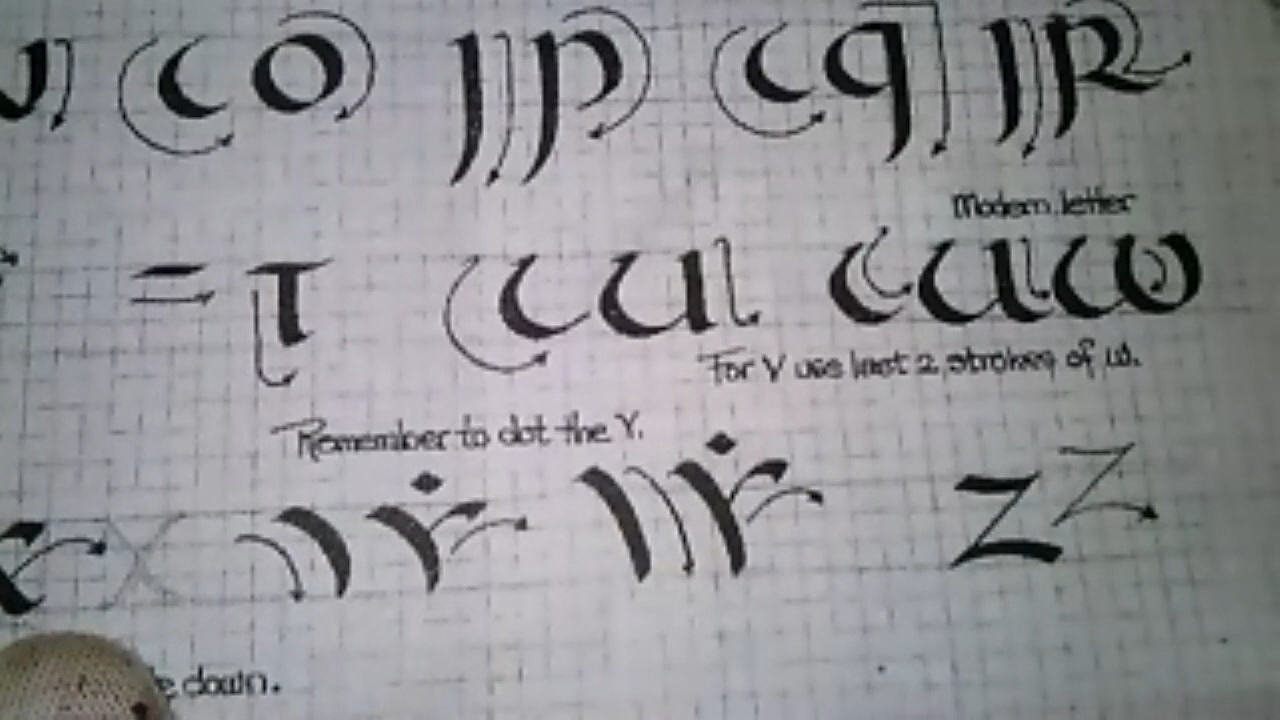 c o p c q r
Modern letter
τ c u c u w
For V use last 2 strokes of w.
Remember to dot the Y.
x Y Y z z
down.